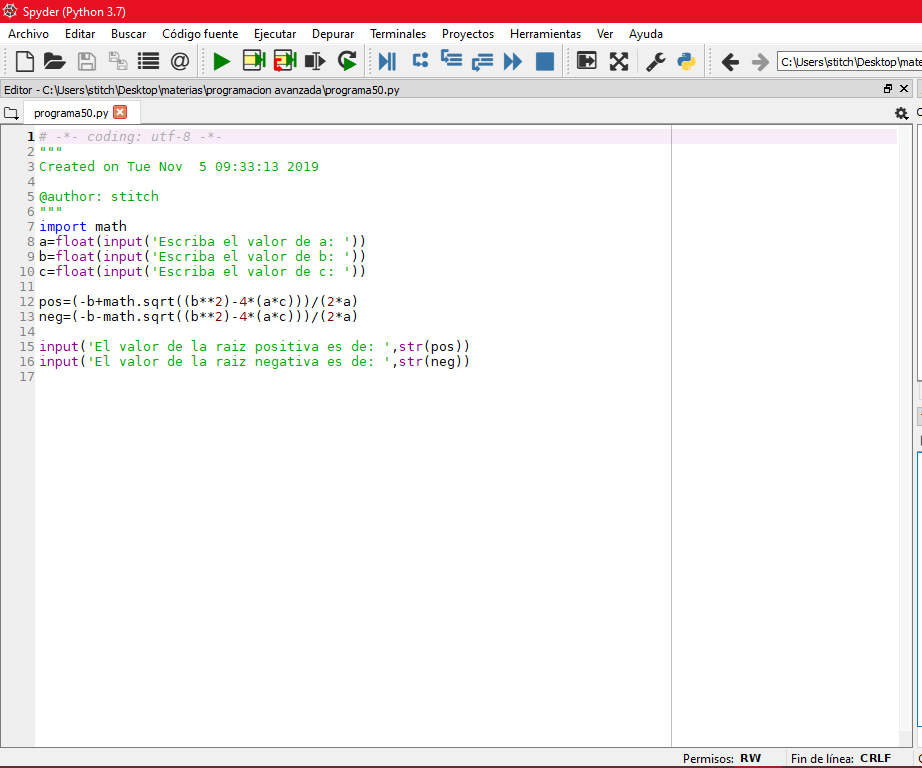 Spyder (Python 3.7)
Archivo Editar Buscar Código fuente Ejecutar Depurar Terminales Proyectos Herramientas Ver Ayuda
C:\Users\stitch\Desktop\mate
Editor - C:\Users\stitch\Desktop\materias\programacion avanzada\programa50.py
programa50.py
1 # -*- coding: utf-8 -*-
2 """
3 Created on Tue Nov  5 09:33:13 2019
4
5 @author: stitch
6 """
7 import math
8 a=float(input('Escriba el valor de a: '))
9 b=float(input('Escriba el valor de b: '))
10 c=float(input('Escriba el valor de c: '))
11
12 pos=(-b+math.sqrt((b**2)-4*(a*c)))/(2*a)
13 neg=(-b-math.sqrt((b**2)-4*(a*c)))/(2*a)
14
15 input('El valor de la raiz positiva es de: ',str(pos))
16 input('El valor de la raiz negativa es de: ',str(neg))
17
Permisos: RW Fin de línea: CRLF